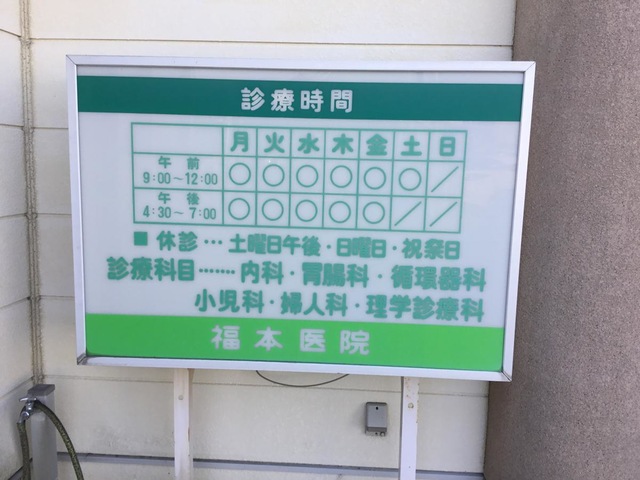 診療時間
月 火 水 木 金 土 日
午前 9:00～12:00 ○ ○ ○ ○ ○ ○ ／
午後 4:30～7:00 ○ ○ ○ ○ ○ ／ ／
■ 休診…土曜日午後・日曜日・祝祭日
診療科目……内科・胃腸科・循環器科
小児科・婦人科・理学診療科
福本医院